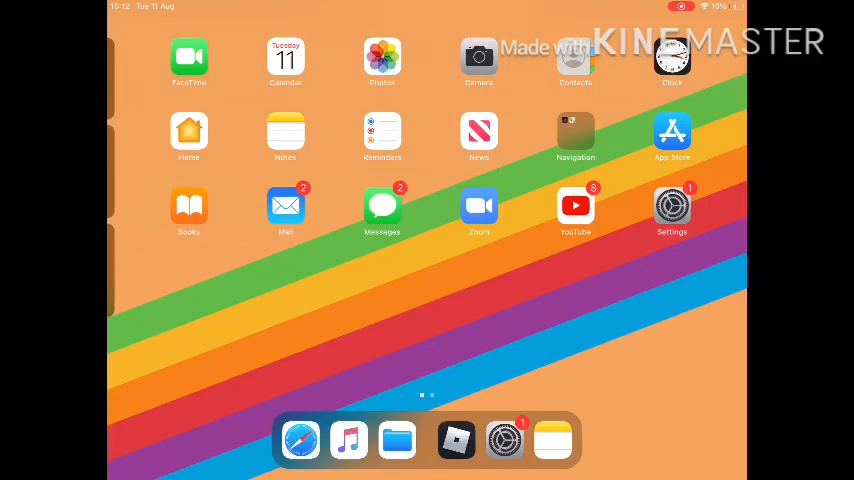 15:12 Tue 11 Aug
10%
Made with KINEMASTER
Tuesday
11
FaceTime Calendar Photos Camera Contacts Clock
Home Notes Reminders News Navigation App Store
2 2 8 1
Books Mail Messages Zoom YouTube Settings
1